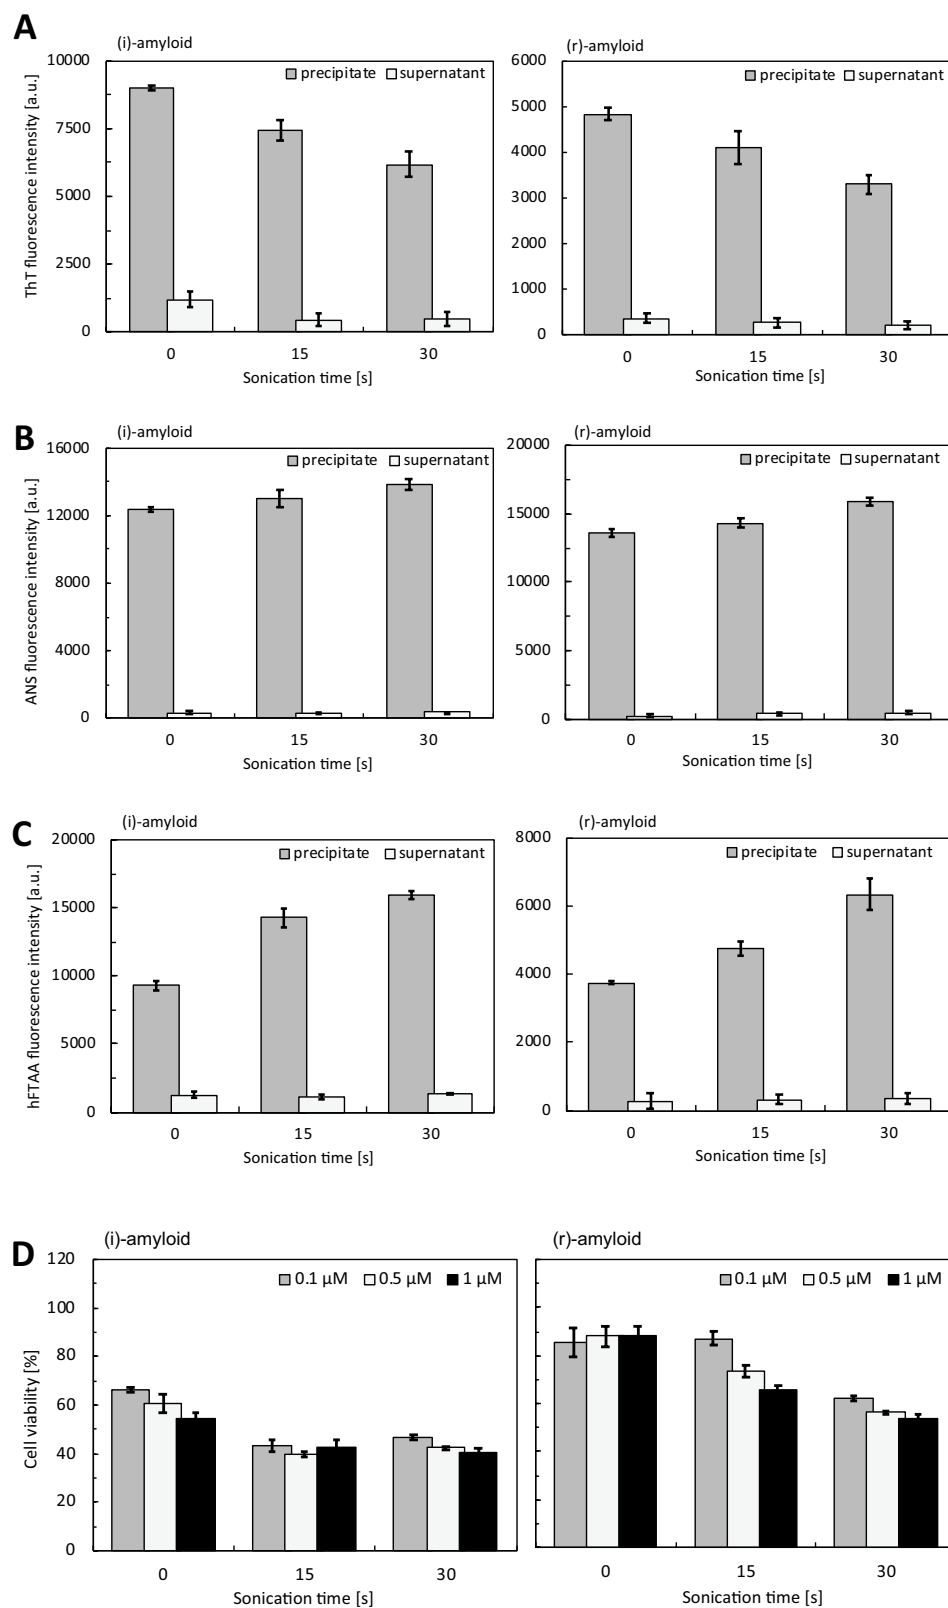 A
(i)-amyloid
(r)-amyloid
precipitate supernatant
precipitate supernatant
ThT fluorescence intensity [a.u.]
10000
7500
5000
2500
0
6000
5000
4000
3000
2000
1000
0
0 15 30
0 15 30
Sonication time [s]
Sonication time [s]
B
(i)-amyloid
(r)-amyloid
precipitate supernatant
precipitate supernatant
ANS fluorescence intensity [a.u.]
16000
12000
8000
4000
0
20000
15000
10000
5000
0
0 15 30
0 15 30
Sonication time [s]
Sonication time [s]
C
(i)-amyloid
(r)-amyloid
precipitate supernatant
precipitate supernatant
hFTAA fluorescence intensity [a.u.]
20000
15000
10000
5000
0
8000
6000
4000
2000
0
0 15 30
0 15 30
Sonication time [s]
Sonication time [s]
D
(i)-amyloid
(r)-amyloid
0.1 μM 0.5 μM 1 μM
0.1 μM 0.5 μM 1 μM
Cell viability [%]
120
100
80
60
40
20
0
0 15 30
0 15 30
Sonication time [s]
Sonication time [s]